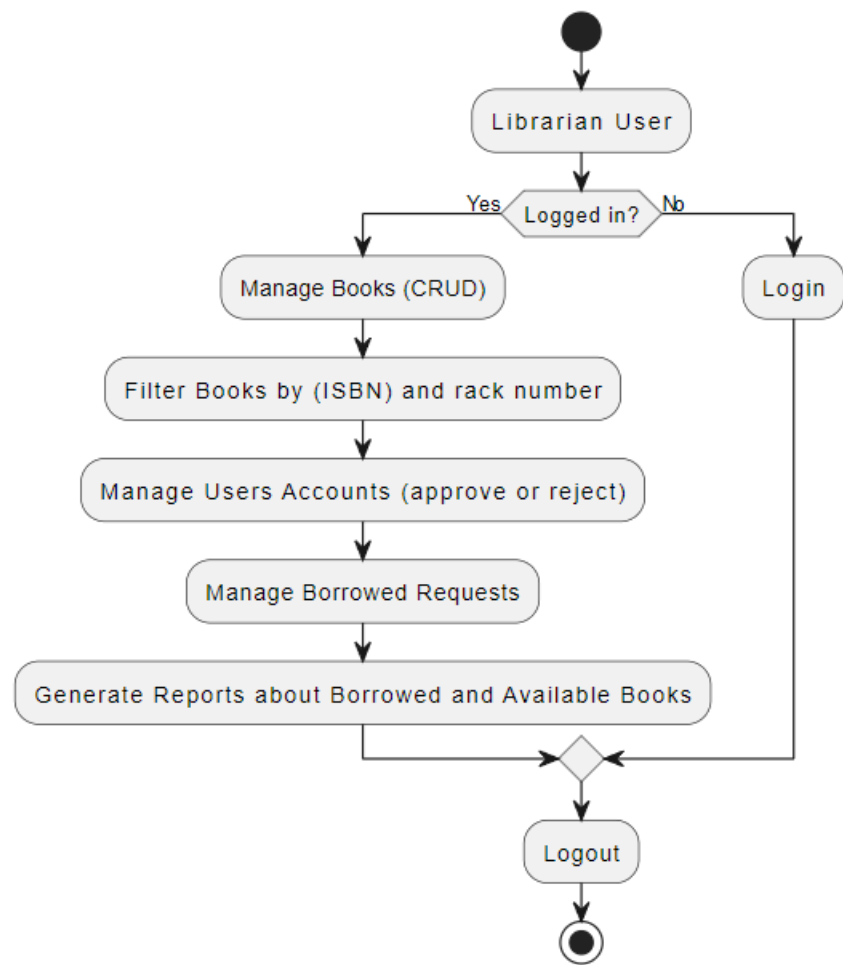 Librarian User
Yes
Logged in?
No
Manage Books (CRUD)
Login
Filter Books by (ISBN) and rack number
Manage Users Accounts (approve or reject)
Manage Borrowed Requests
Generate Reports about Borrowed and Available Books
Logout